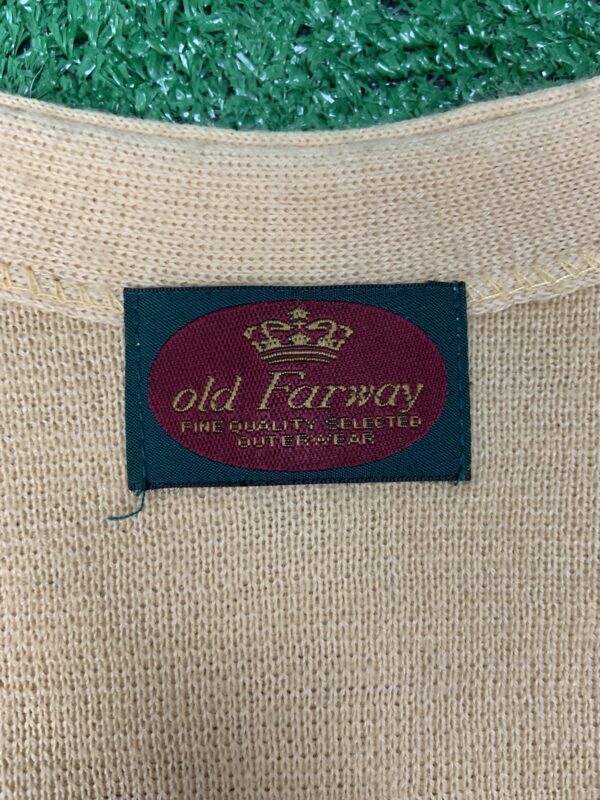 old Farway
FINE QUALITY SELECTED
OUTERWEAR